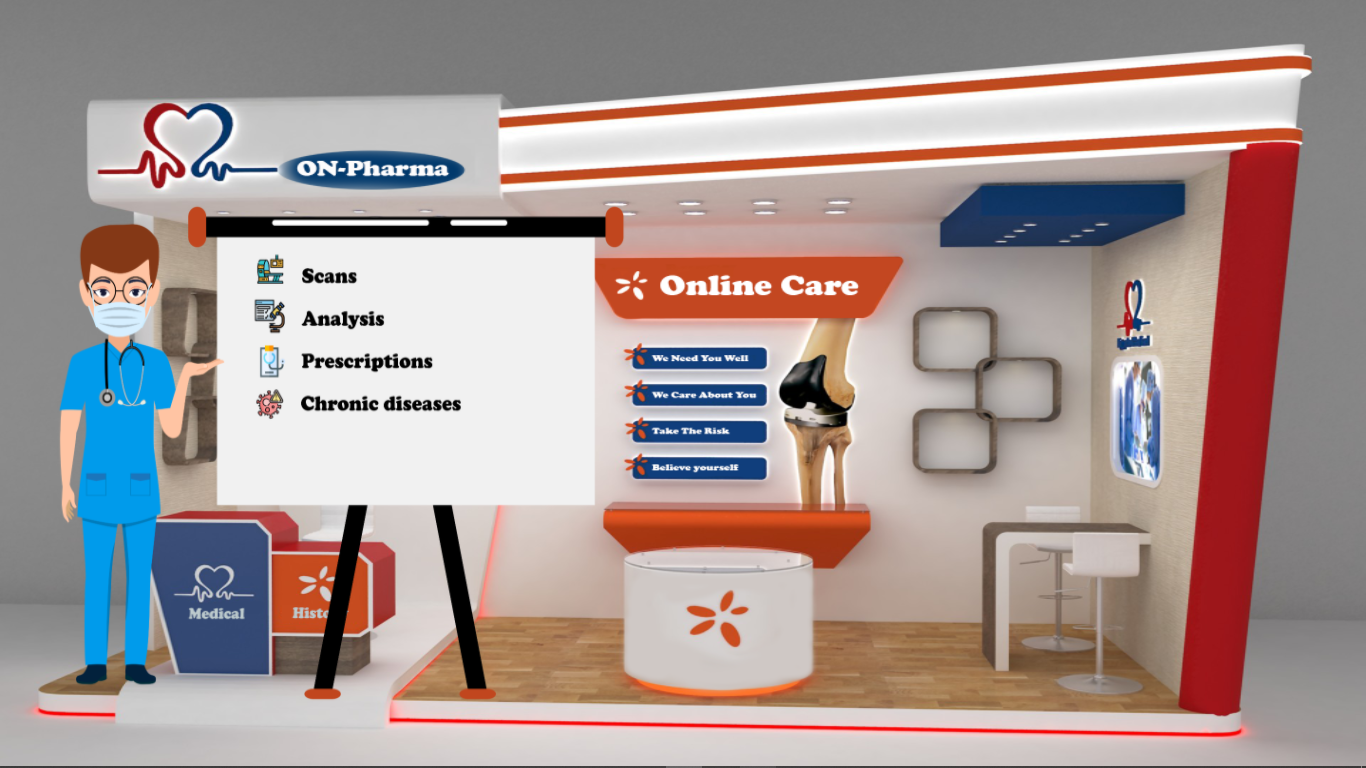 ON-Pharma
Scans
Analysis
Prescriptions
Chronic diseases
Online Care
We Need You Well
We Care About You
Take The Risk
Believe yourself
Medical
Histo